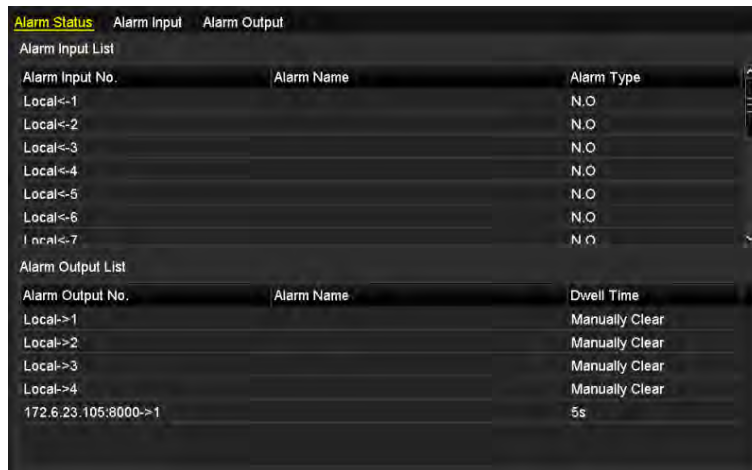 Alarm Status Alarm Input Alarm Output
Alarm Input List
Alarm Input No. Alarm Name Alarm Type
Local<-1 N.O
Local<-2 N.O
Local<-3 N.O
Local<-4 N.O
Local<-5 N.O
Local<-6 N.O
Local<-7 N.O
Alarm Output List
Alarm Output No. Alarm Name Dwell Time
Local->1 Manually Clear
Local->2 Manually Clear
Local->3 Manually Clear
Local->4 Manually Clear
172.6.23.105:8000->1 5s